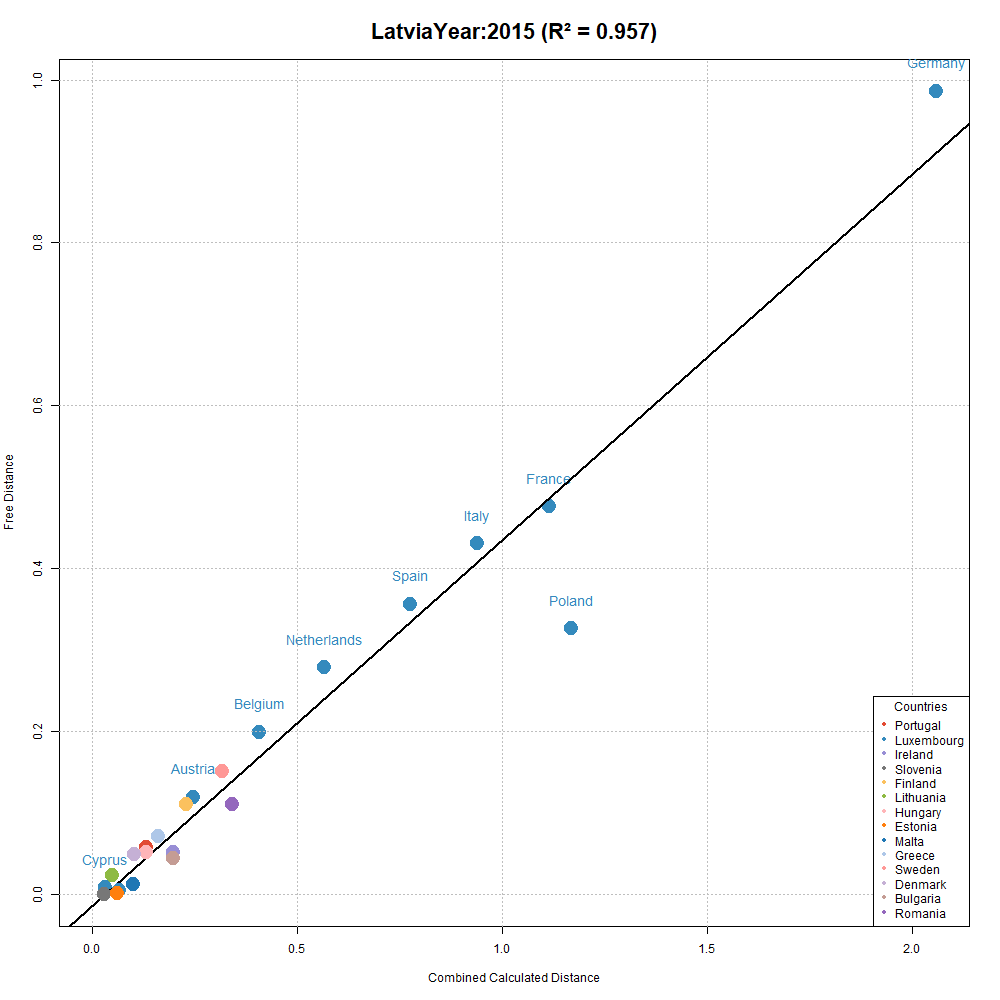 LatviaYear:2015 (R² = 0.957)
Germany
France
Italy
Spain
Poland
Netherlands
Belgium
Austria
Cyprus
Free Distance
0.0
0.2
0.4
0.6
0.8
1.0
0.0
0.5
1.0
1.5
2.0
Combined Calculated Distance
Countries
Portugal
Luxembourg
Ireland
Slovenia
Finland
Lithuania
Hungary
Estonia
Malta
Greece
Sweden
Denmark
Bulgaria
Romania